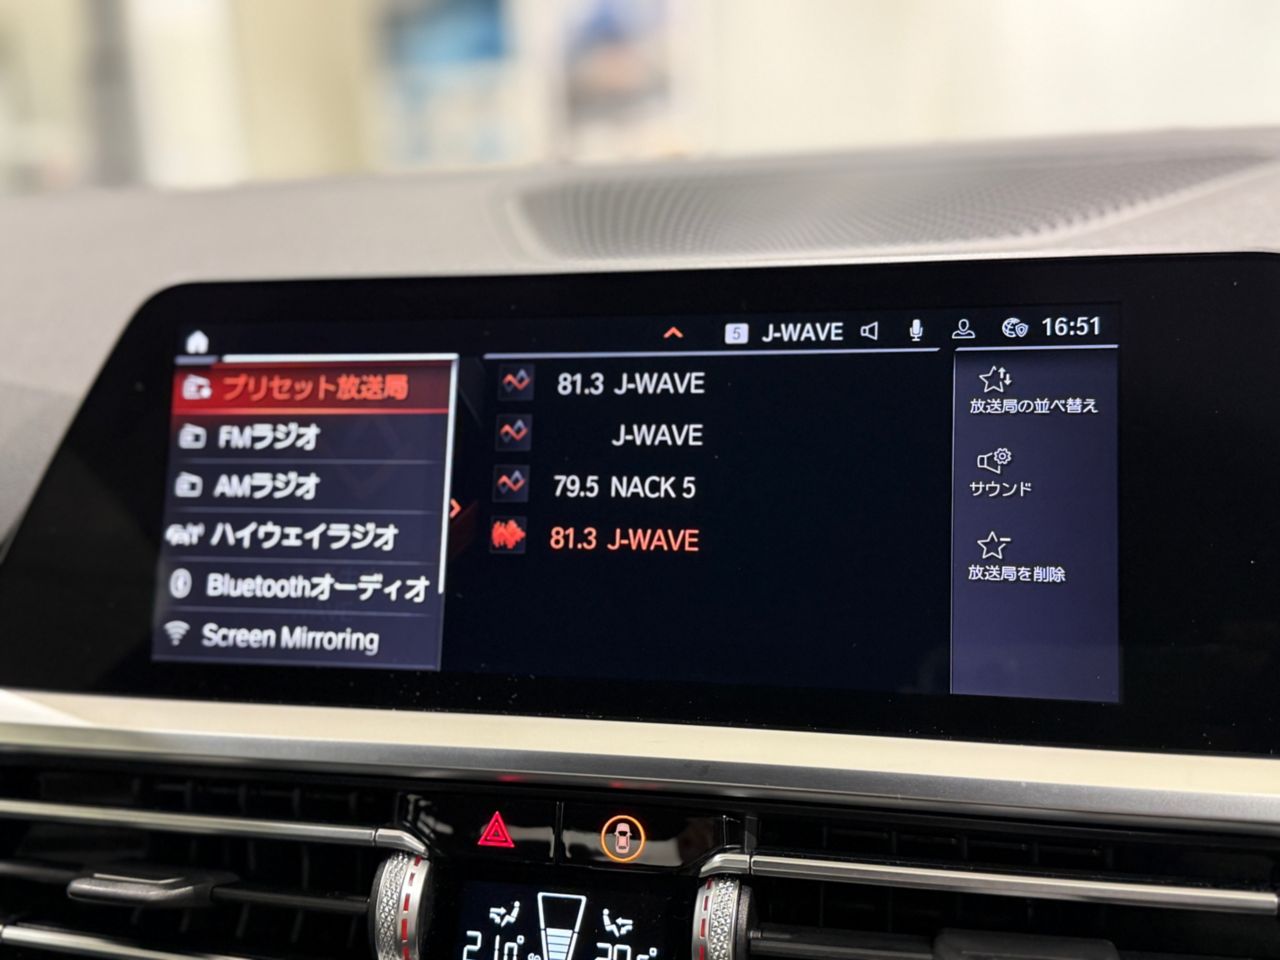 5 J-WAVE 16:51
プリセット放送局
FMラジオ
AMラジオ
ハイウェイラジオ
Bluetoothオーディオ
Screen Mirroring
81.3 J-WAVE
J-WAVE
79.5 NACK 5
81.3 J-WAVE
放送局の並べ替え
サウンド
放送局を削除
21.0°